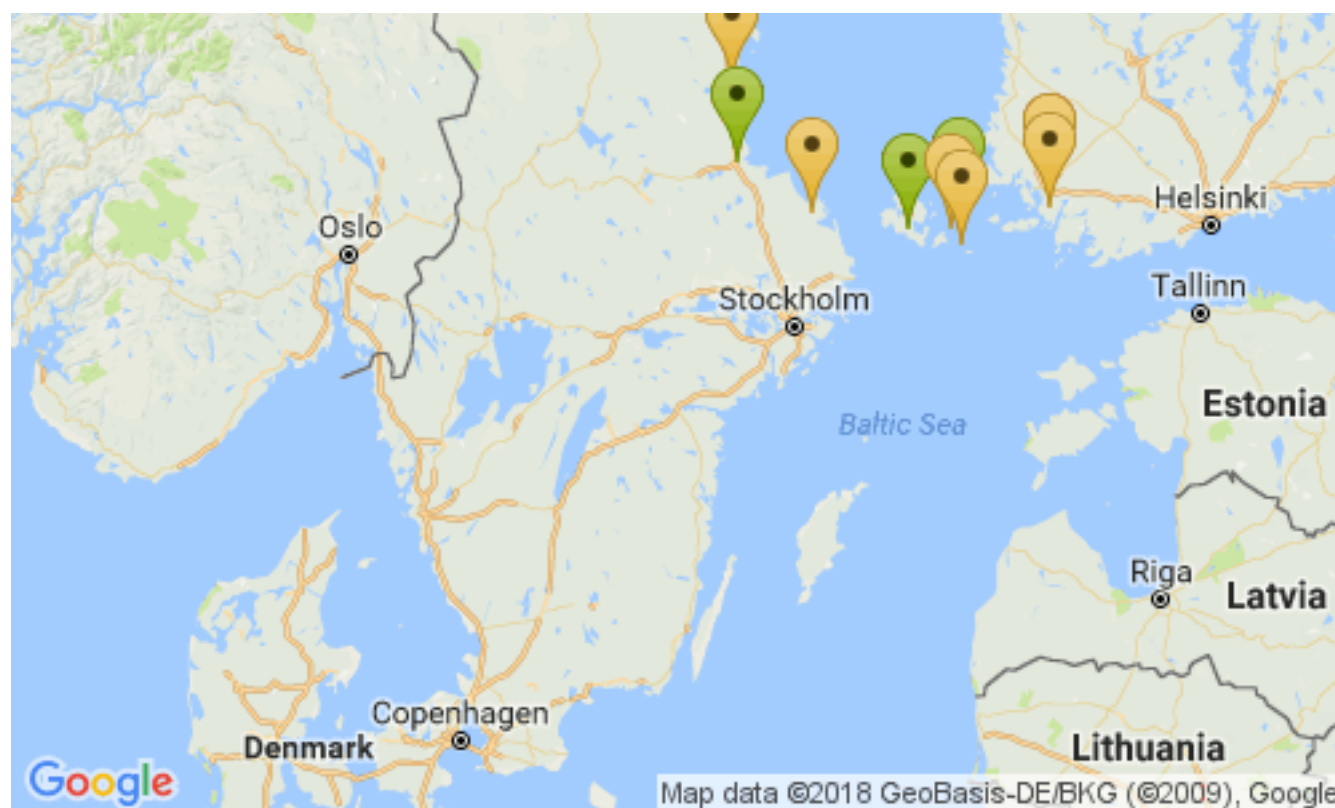 Helsinki
Oslo
Tallinn
Stockholm
Estonia
Baltic Sea
Riga
Latvia
Copenhagen
Denmark
Lithuania
Google
Map data ©2018 GeoBasis-DE/BKG (©2009), Google